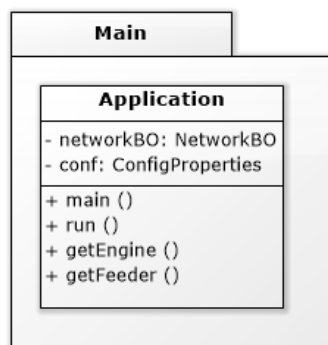 Main
Application
- networkBO: NetworkBO
- conf: ConfigProperties
+ main ()
+ run ()
+ getEngine ()
+ getFeeder ()